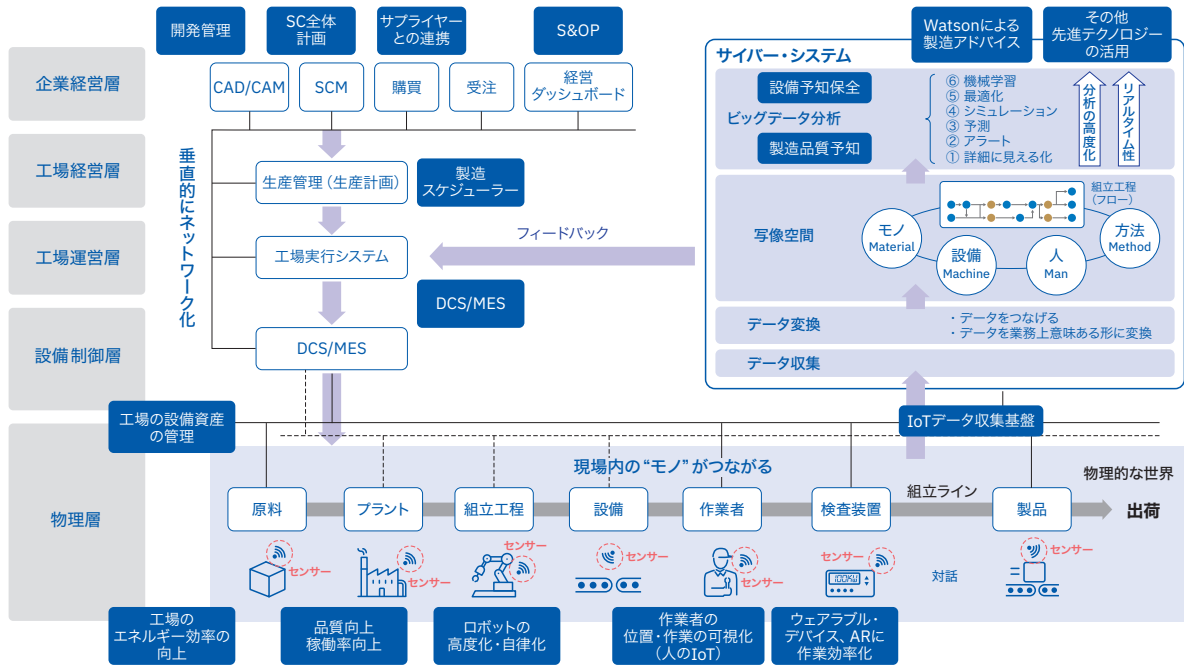 開発管理
SC全体
計画
サプライヤー
との連携
S&OP
企業経営層
CAD/CAM
SCM
購買
受注
経営
ダッシュボード
工場経営層
垂直的にネットワーク化
生産管理（生産計画）
製造
スケジューラー
工場運営層
工場実行システム
フィードバック
DCS/MES
設備制御層
DCS/MES
サイバー・システム
Watsonによる
製造アドバイス
その他
先進テクノロジー
の活用
設備予知保全
ビッグデータ分析
製造品質予知
⑥ 機械学習
⑤ 最適化
④ シミュレーション
③ 予測
② アラート
① 詳細に見える化
分析の高度化
リアルタイム性
写像空間
組立工程
（フロー）
モノ
Material
設備
Machine
人
Man
方法
Method
データ変換
・データをつなげる
・データを業務上意味ある形に変換
データ収集
工場の設備資産
の管理
IoTデータ収集基盤
物理層
現場内の“モノ”がつながる
物理的な世界
原料
プラント
組立工程
設備
作業者
検査装置
組立ライン
製品
出荷
センサー
センサー
センサー
センサー
センサー
センサー
センサー
100KW
対話
工場の
エネルギー効率の
向上
品質向上
稼働率向上
ロボットの
高度化・自律化
作業者の
位置・作業の可視化
（人のIoT）
ウェアラブル・
デバイス、ARに
作業効率化